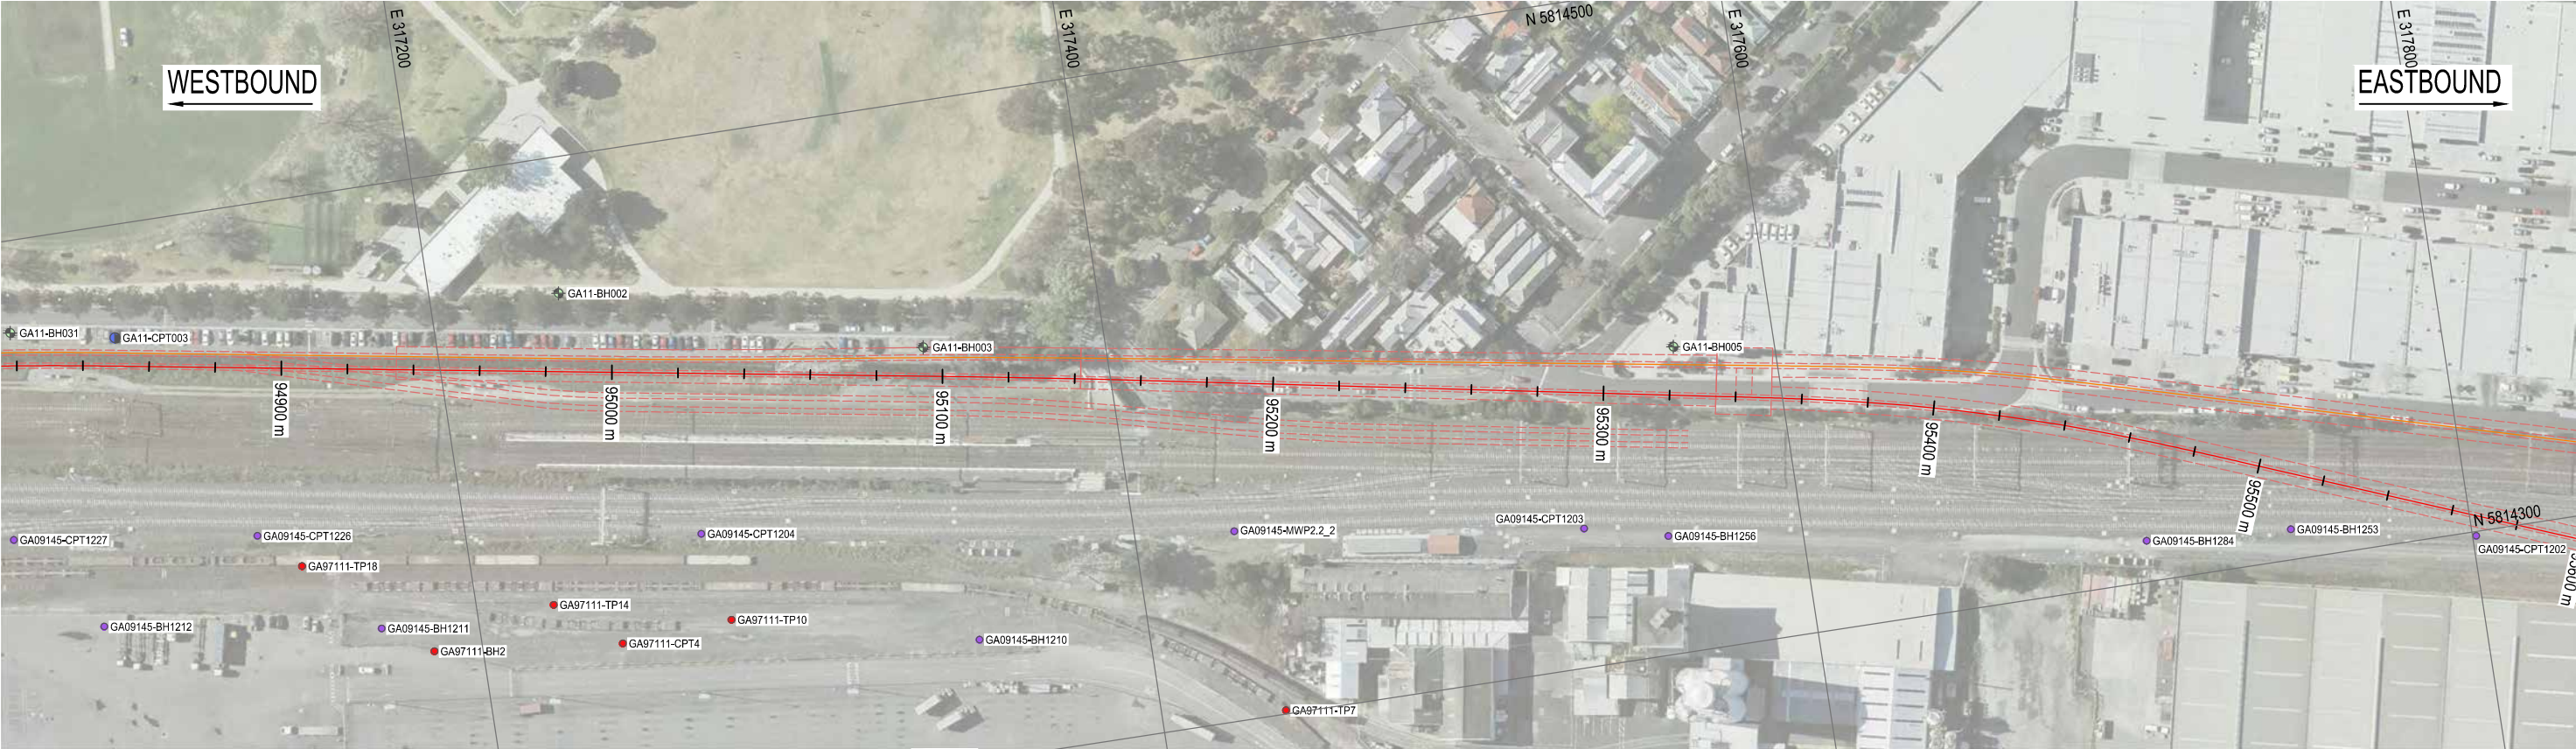 E 317200
E 317400
N 5814500
E 317600
E 317800
WESTBOUND
EASTBOUND
GA11-BH002
GA11-BH031
GA11-CPT003
GA11-BH003
GA11-BH005
94900 m
95000 m
95100 m
95200 m
95300 m
95400 m
95500 m
N 5814300
GA09145-CPT1227
GA09145-CPT1226
GA09145-CPT1204
GA09145-MWP2.2_2
GA09145-CPT1203
GA09145-BH1256
GA09145-BH1284
GA09145-BH1253
GA09145-CPT1202
95600 m
GA97111-TP18
GA97111-TP14
GA97111-TP10
GA09145-BH1212
GA09145-BH1211
GA97111-BH2
GA97111-CPT4
GA09145-BH1210
GA97111-TP7